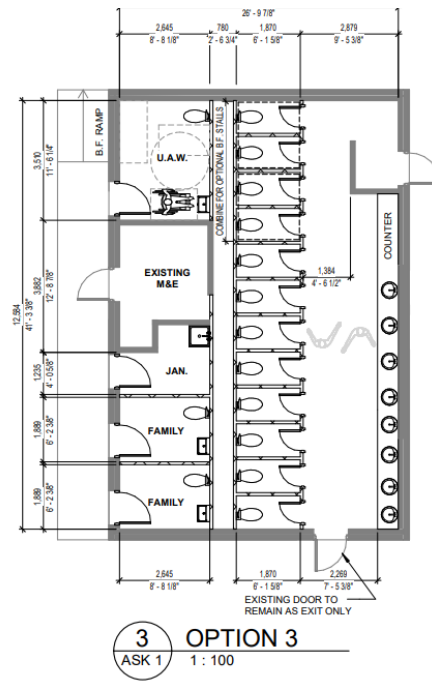 26' - 9 7/8"
2,645
780
1,870
2,879
8' - 8 1/8"
2' - 6 3/4"
6' - 1 5/8"
9' - 5 3/8"
B.F. RAMP
U.A.W.
COMBINE FOR OPTIONAL B.F. STALLS
3,510
11' - 6 1/4"
COUNTER
EXISTING
M&E
1,384
4' - 6 1/2"
3,882
12' - 8 7/8"
12,584
41' - 3 3/8"
JAN.
1,235
4' - 0 5/8"
FAMILY
1,889
6' - 2 3/8"
FAMILY
1,889
6' - 2 3/8"
2,645
1,870
2,269
8' - 8 1/8"
6' - 1 5/8"
7' - 5 3/8"
EXISTING DOOR TO
REMAIN AS EXIT ONLY
3
OPTION 3
ASK 1
1 : 100